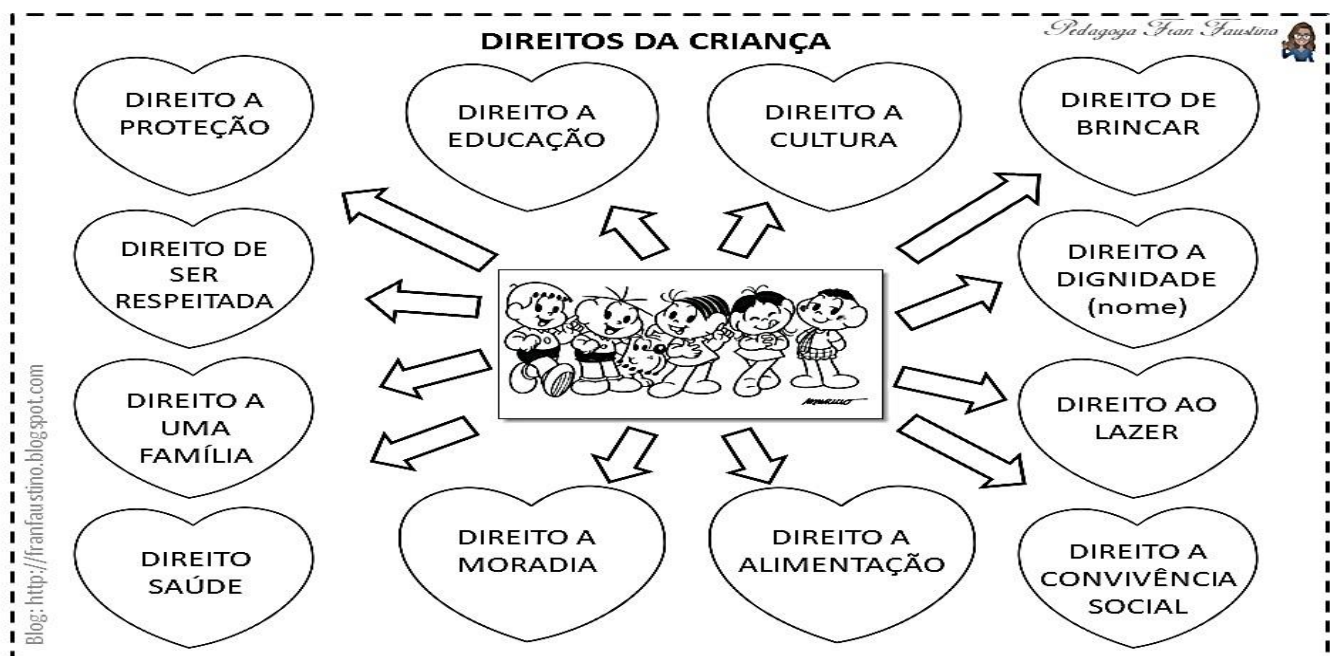 DIREITOS DA CRIANÇA
Pedagoga Fran Faustino
DIREITO A
PROTEÇÃO
DIREITO A
EDUCAÇÃO
DIREITO A
CULTURA
DIREITO DE
BRINCAR
DIREITO DE
SER
RESPEITADA
DIREITO A
DIGNIDADE
(nome)
DIREITO A
UMA
FAMÍLIA
DIREITO AO
LAZER
DIREITO
SAÚDE
DIREITO A
MORADIA
DIREITO A
ALIMENTAÇÃO
DIREITO A
CONVIVÊNCIA
SOCIAL
MAURICIO
Blog: http://franfaustino.blogspot.com